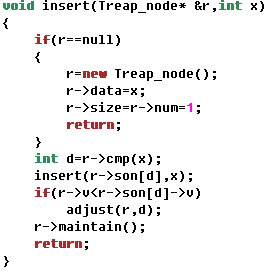 void insert(Treap_node* &r,int x)
{
    if(r==null)
    {
        r=new Treap_node();
        r->data=x;
        r->size=r->num=1;
        return;
    }
    int d=r->cmp(x);
    insert(r->son[d],x);
    if(r->v<r->son[d]->v)
        adjust(r,d);
    r->maintain();
    return;
}